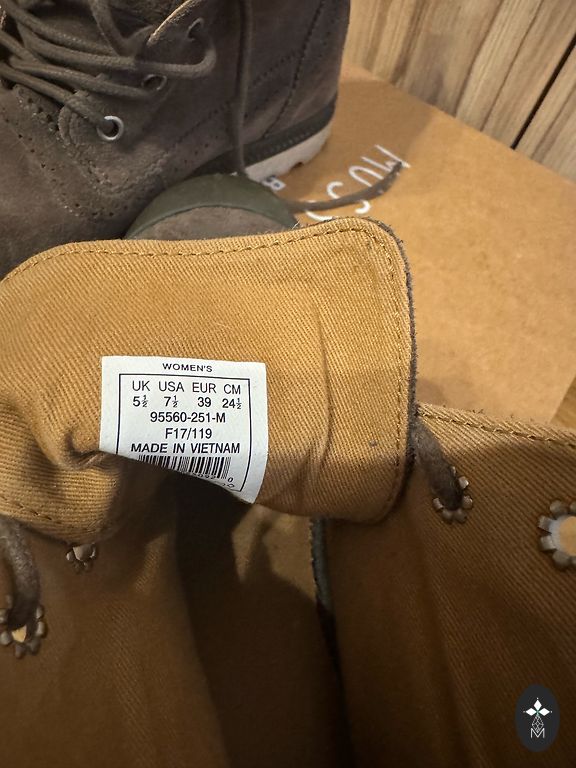 WOMEN'S
UK USA EUR CM
5½ 7½ 39 24½
95560-251-M
F17/119
MADE IN VIETNAM
M